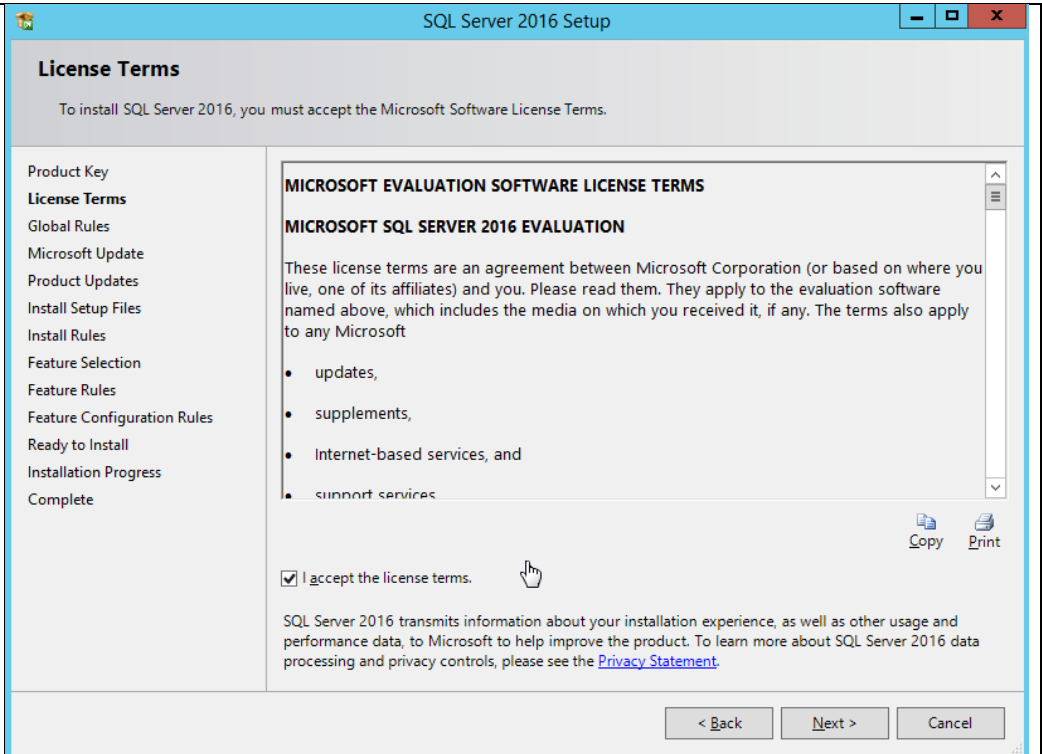 SQL Server 2016 Setup
License Terms
To install SQL Server 2016, you must accept the Microsoft Software License Terms.
Product Key
License Terms
Global Rules
Microsoft Update
Product Updates
Install Setup Files
Install Rules
Feature Selection
Feature Rules
Feature Configuration Rules
Ready to Install
Installation Progress
Complete
MICROSOFT EVALUATION SOFTWARE LICENSE TERMS
MICROSOFT SQL SERVER 2016 EVALUATION
These license terms are an agreement between Microsoft Corporation (or based on where you
live, one of its affiliates) and you. Please read them. They apply to the evaluation software
named above, which includes the media on which you received it, if any. The terms also apply
to any Microsoft
• updates,
• supplements,
• Internet-based services, and
• support services
Copy Print
I accept the license terms.
SQL Server 2016 transmits information about your installation experience, as well as other usage and
performance data, to Microsoft to help improve the product. To learn more about SQL Server 2016 data
processing and privacy controls, please see the Privacy Statement.
< Back Next > Cancel